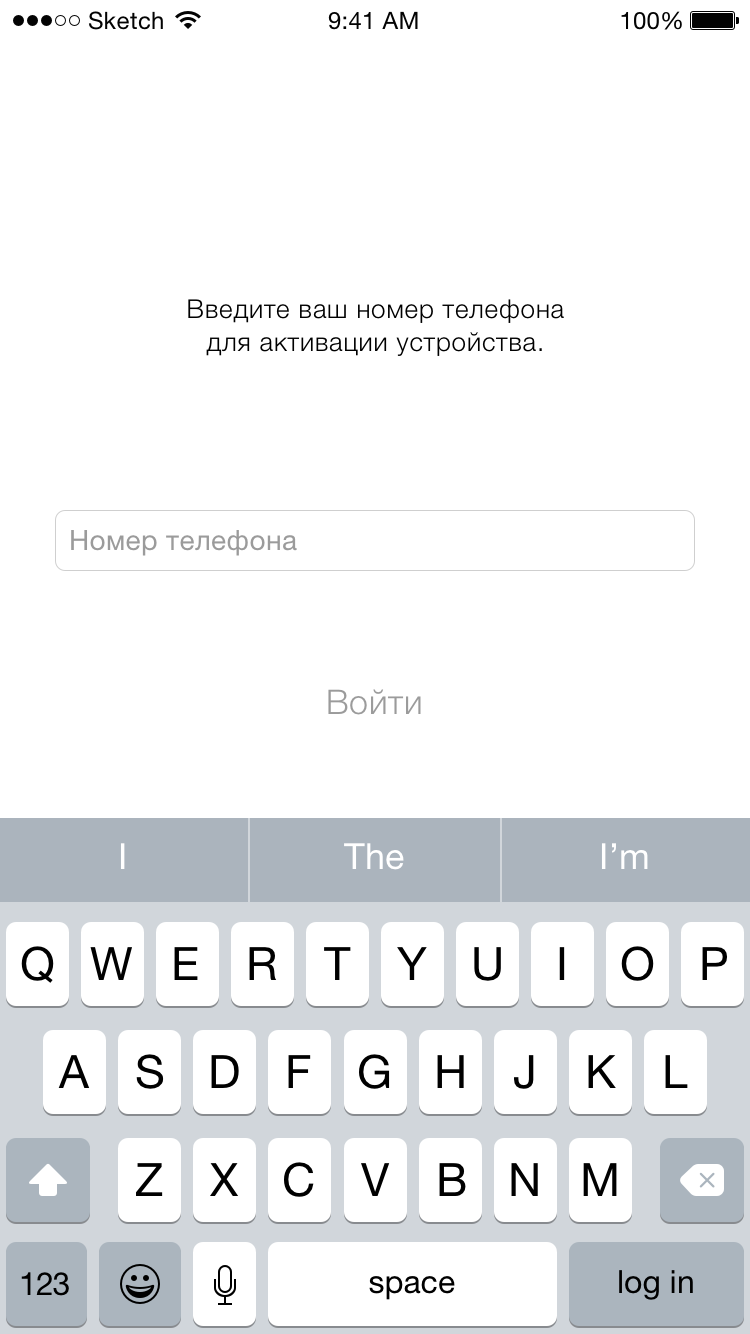 Sketch 9:41 AM 100%
Введите ваш номер телефона
для активации устройства.
Номер телефона
Войти
I The I’m
Q W E R T Y U I O P
A S D F G H J K L
Z X C V B N M
123 space log in